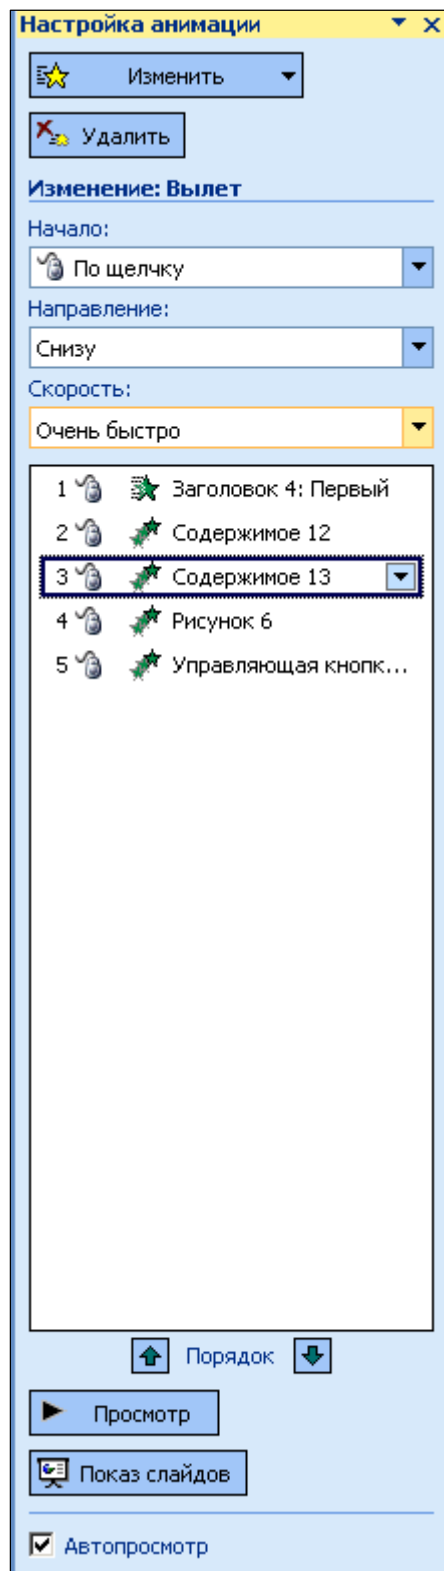 Настройка анимации
Изменить
Удалить
Изменение: Вылет
Начало:
По щелчку
Направление:
Снизу
Скорость:
Очень быстро
1 Заголовок 4: Первый
2 Содержимое 12
3 Содержимое 13
4 Рисунок 6
5 Управляющая кнопк...
Порядок
Просмотр
Показ слайдов
Автопросмотр